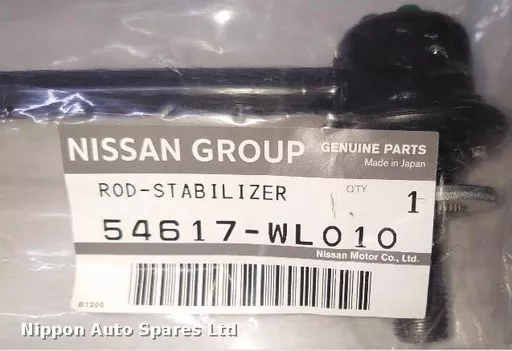 NISSAN GROUP GENUINE PARTS
Made in Japan
ROD-STABILIZER QTY 1
54617-WL010
Nissan Motor Co., Ltd.
B1205
Nippon Auto Spares Ltd